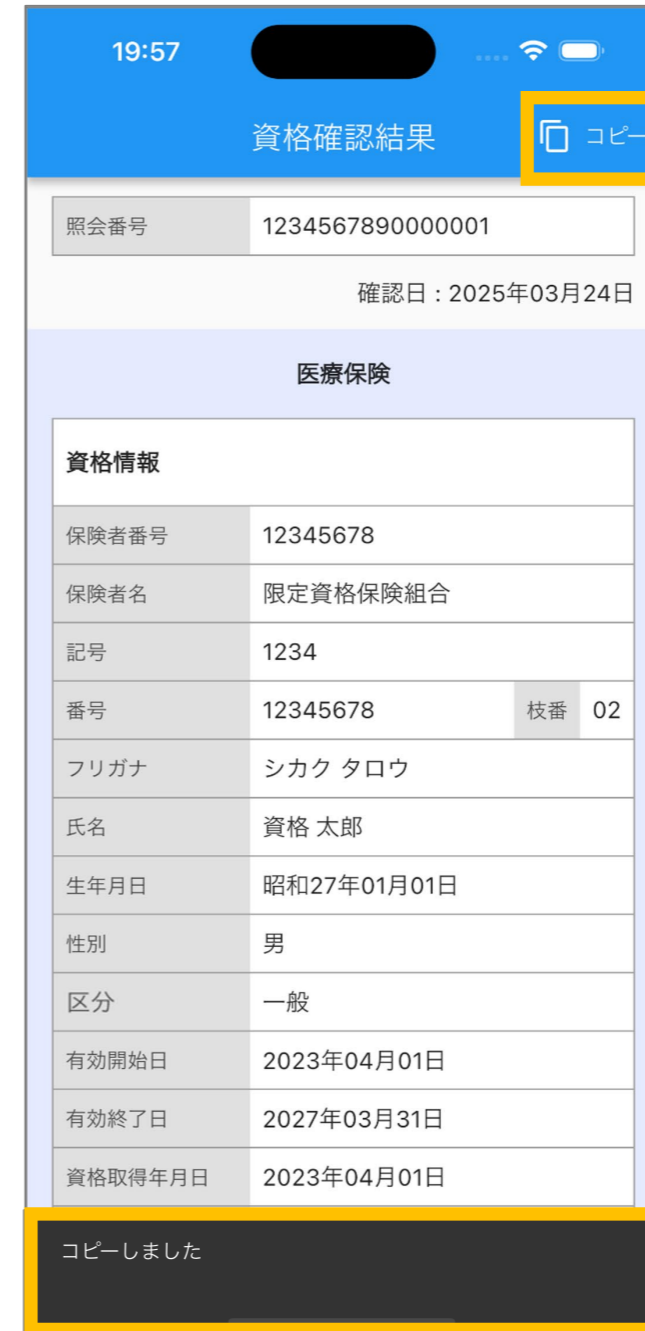 19:57
資格確認結果 コピー
照会番号 1234567890000001
確認日：2025年03月24日
医療保険
資格情報
保険者番号 12345678
保険者名 限定資格保険組合
記号 1234
番号 12345678 枝番 02
フリガナ シカク タロウ
氏名 資格 太郎
生年月日 昭和27年01月01日
性別 男
区分 一般
有効開始日 2023年04月01日
有効終了日 2027年03月31日
資格取得年月日 2023年04月01日
コピーしました